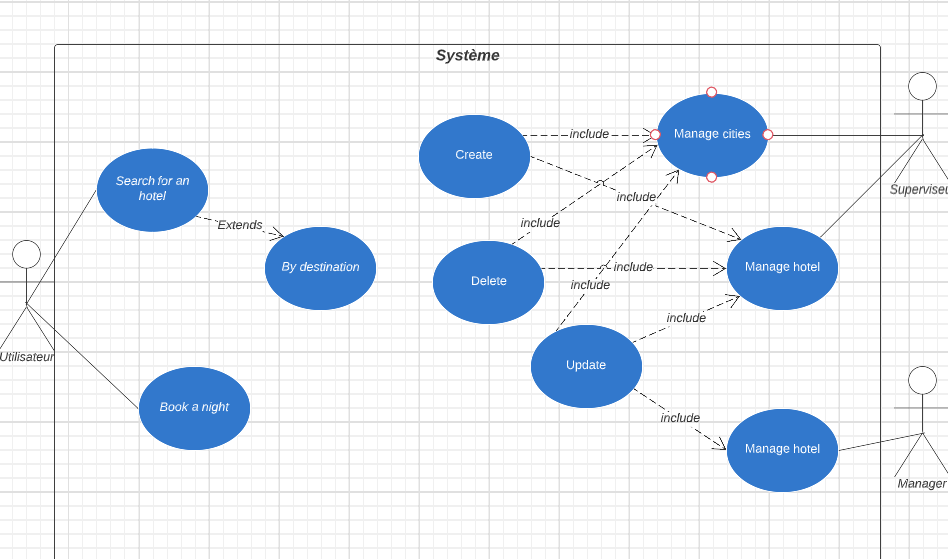 Système
Create
include
Manage cities
Search for an
hotel
Superviseu
include
Extends
include
By destination
Delete
include
include
Manage hotel
Utilisateur
include
Update
Book a night
include
Manage hotel
Manager